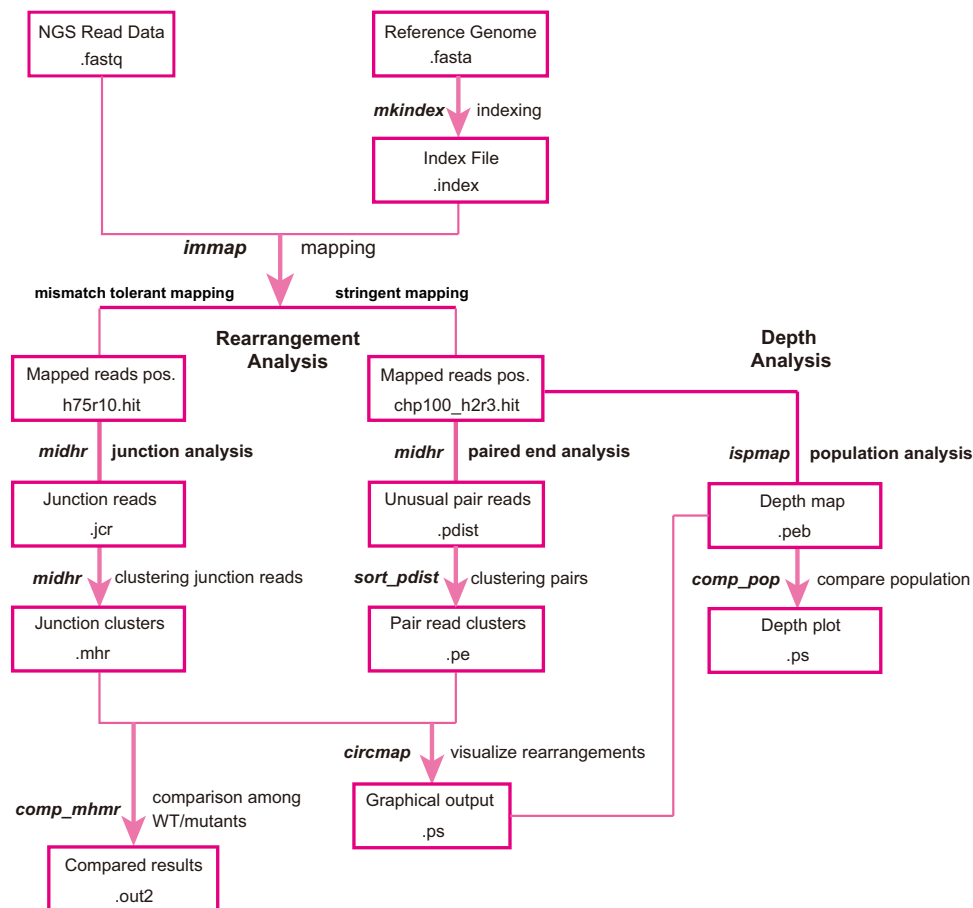 NGS Read Data
.fastq
Reference Genome
.fasta
mkindex indexing
Index File
.index
immap mapping
mismatch tolerant mapping
stringent mapping
Rearrangement
Analysis
Depth
Analysis
Mapped reads pos.
h75r10.hit
Mapped reads pos.
chp100_h2r3.hit
midhr junction analysis
midhr paired end analysis
ispmap population analysis
Junction reads
.jcr
Unusual pair reads
.pdist
Depth map
.peb
midhr clustering junction reads
sort_pdist clustering pairs
comp_pop compare population
Junction clusters
.mhr
Pair read clusters
.pe
Depth plot
.ps
circmap visualize rearrangements
Graphical output
.ps
comp_mhmr comparison among
WT/mutants
Compared results
.out2